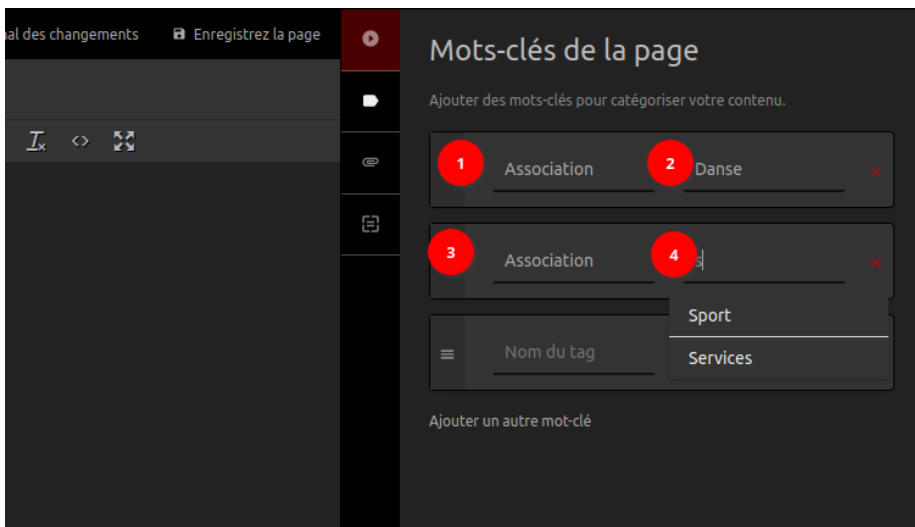 al des changements
Enregistrez la page
Mots-clés de la page
Ajouter des mots-clés pour catégoriser votre contenu.
1 Association 2 Danse ×
3 Association 4 s ×
Sport
Nom du tag
Services
Ajouter un autre mot-clé